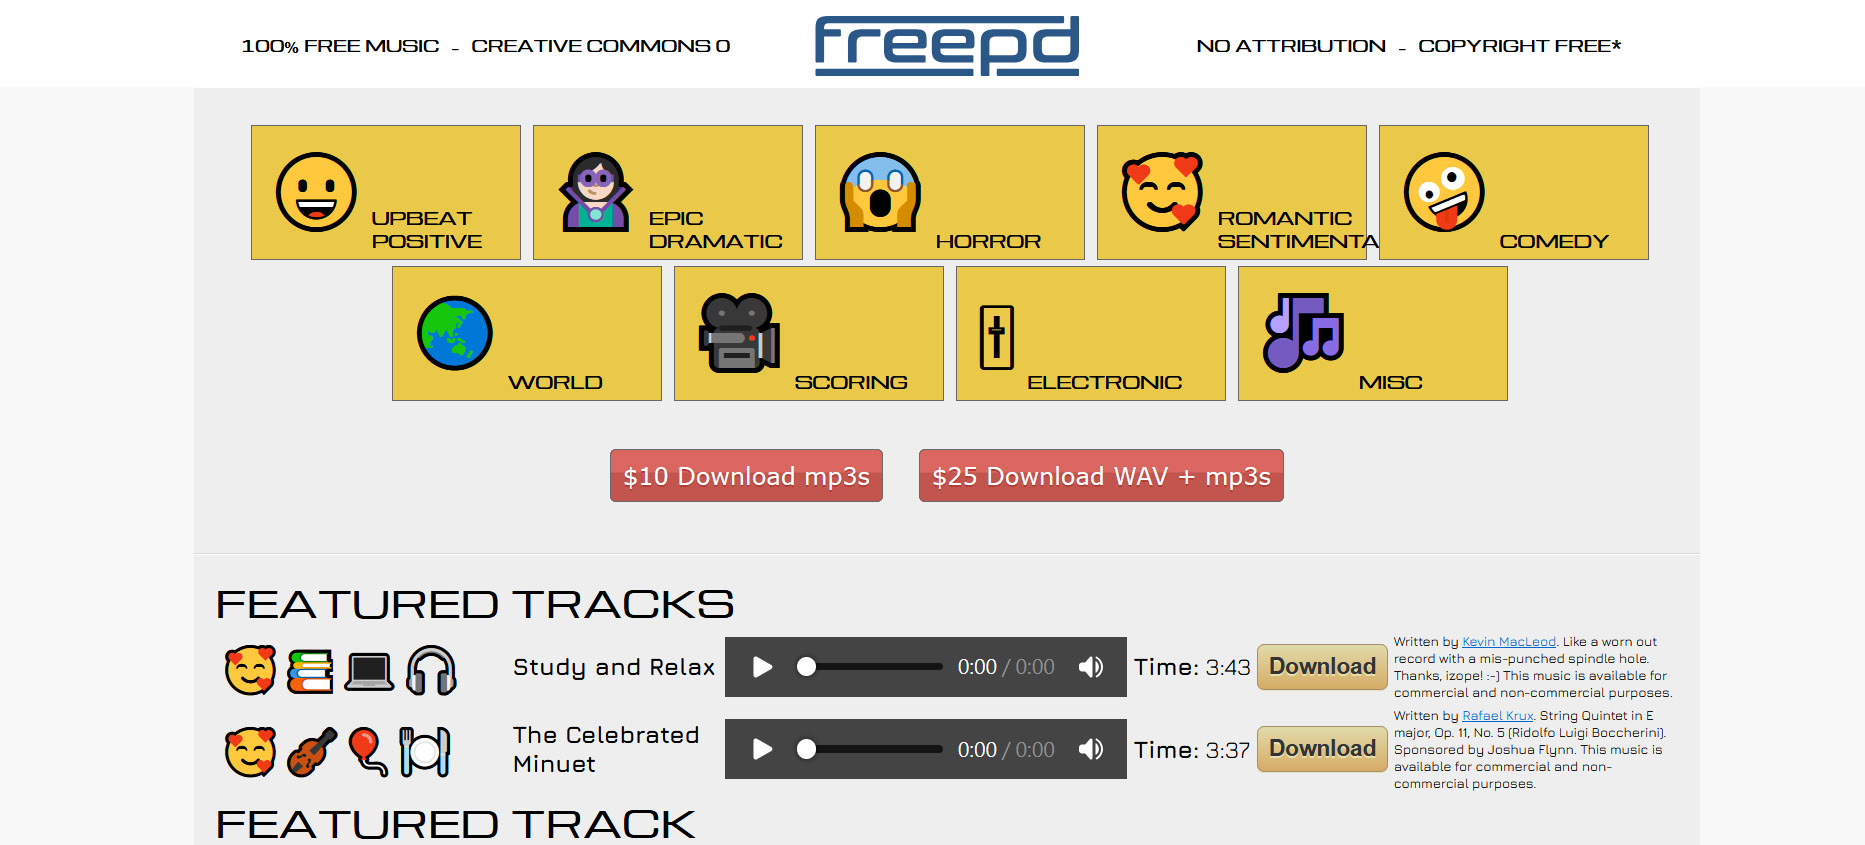 100% FREE MUSIC - CREATIVE COMMONS 0
freepd
NO ATTRIBUTION - COPYRIGHT FREE*
UPBEAT
POSITIVE
EPIC
DRAMATIC
HORROR
ROMANTIC
SENTIMENTA
COMEDY
WORLD
SCORING
ELECTRONIC
MISC
$10 Download mp3s
$25 Download WAV + mp3s
FEATURED TRACKS
Study and Relax
0:00 / 0:00
Time: 3:43
Download
Written by Kevin MacLeod. Like a worn out
record with a mis-punched spindle hole.
Thanks, izope! :-) This music is available for
commercial and non-commercial purposes.
The Celebrated
Minuet
0:00 / 0:00
Time: 3:37
Download
Written by Rafael Krux. String Quintet in E
major, Op. 11, No. 5 (Ridolfo Luigi Boccherini).
Sponsored by Joshua Flynn. This music is
available for commercial and non-
commercial purposes.
FEATURED TRACK